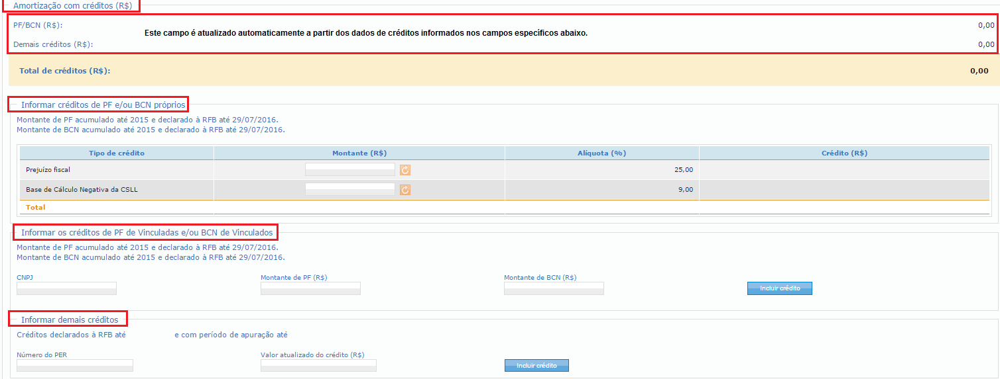 Amortização com créditos (R$)
PF/BCN (R$): 0,00
Este campo é atualizado automaticamente a partir dos dados de créditos informados nos campos específicos abaixo.
Demais créditos (R$): 0,00
Total de créditos (R$): 0,00
Informar créditos de PF e/ou BCN próprios
Montante de PF acumulado até 2015 e declarado à RFB até 29/07/2016.
Montante de BCN acumulado até 2015 e declarado à RFB até 29/07/2016.
Tipo de crédito Montante (R$) Alíquota (%) Crédito (R$)
Prejuízo fiscal 25,00
Base de Cálculo Negativa da CSLL 9,00
Total
Informar os créditos de PF de Vinculadas e/ou BCN de Vinculados
Montante de PF acumulado até 2015 e declarado à RFB até 29/07/2016.
Montante de BCN acumulado até 2015 e declarado à RFB até 29/07/2016.
CNPJ Montante de PF (R$) Montante de BCN (R$)
Incluir crédito
Informar demais créditos
Créditos declarados à RFB até e com período de apuração até
Número do PER Valor atualizado do crédito (R$)
Incluir crédito